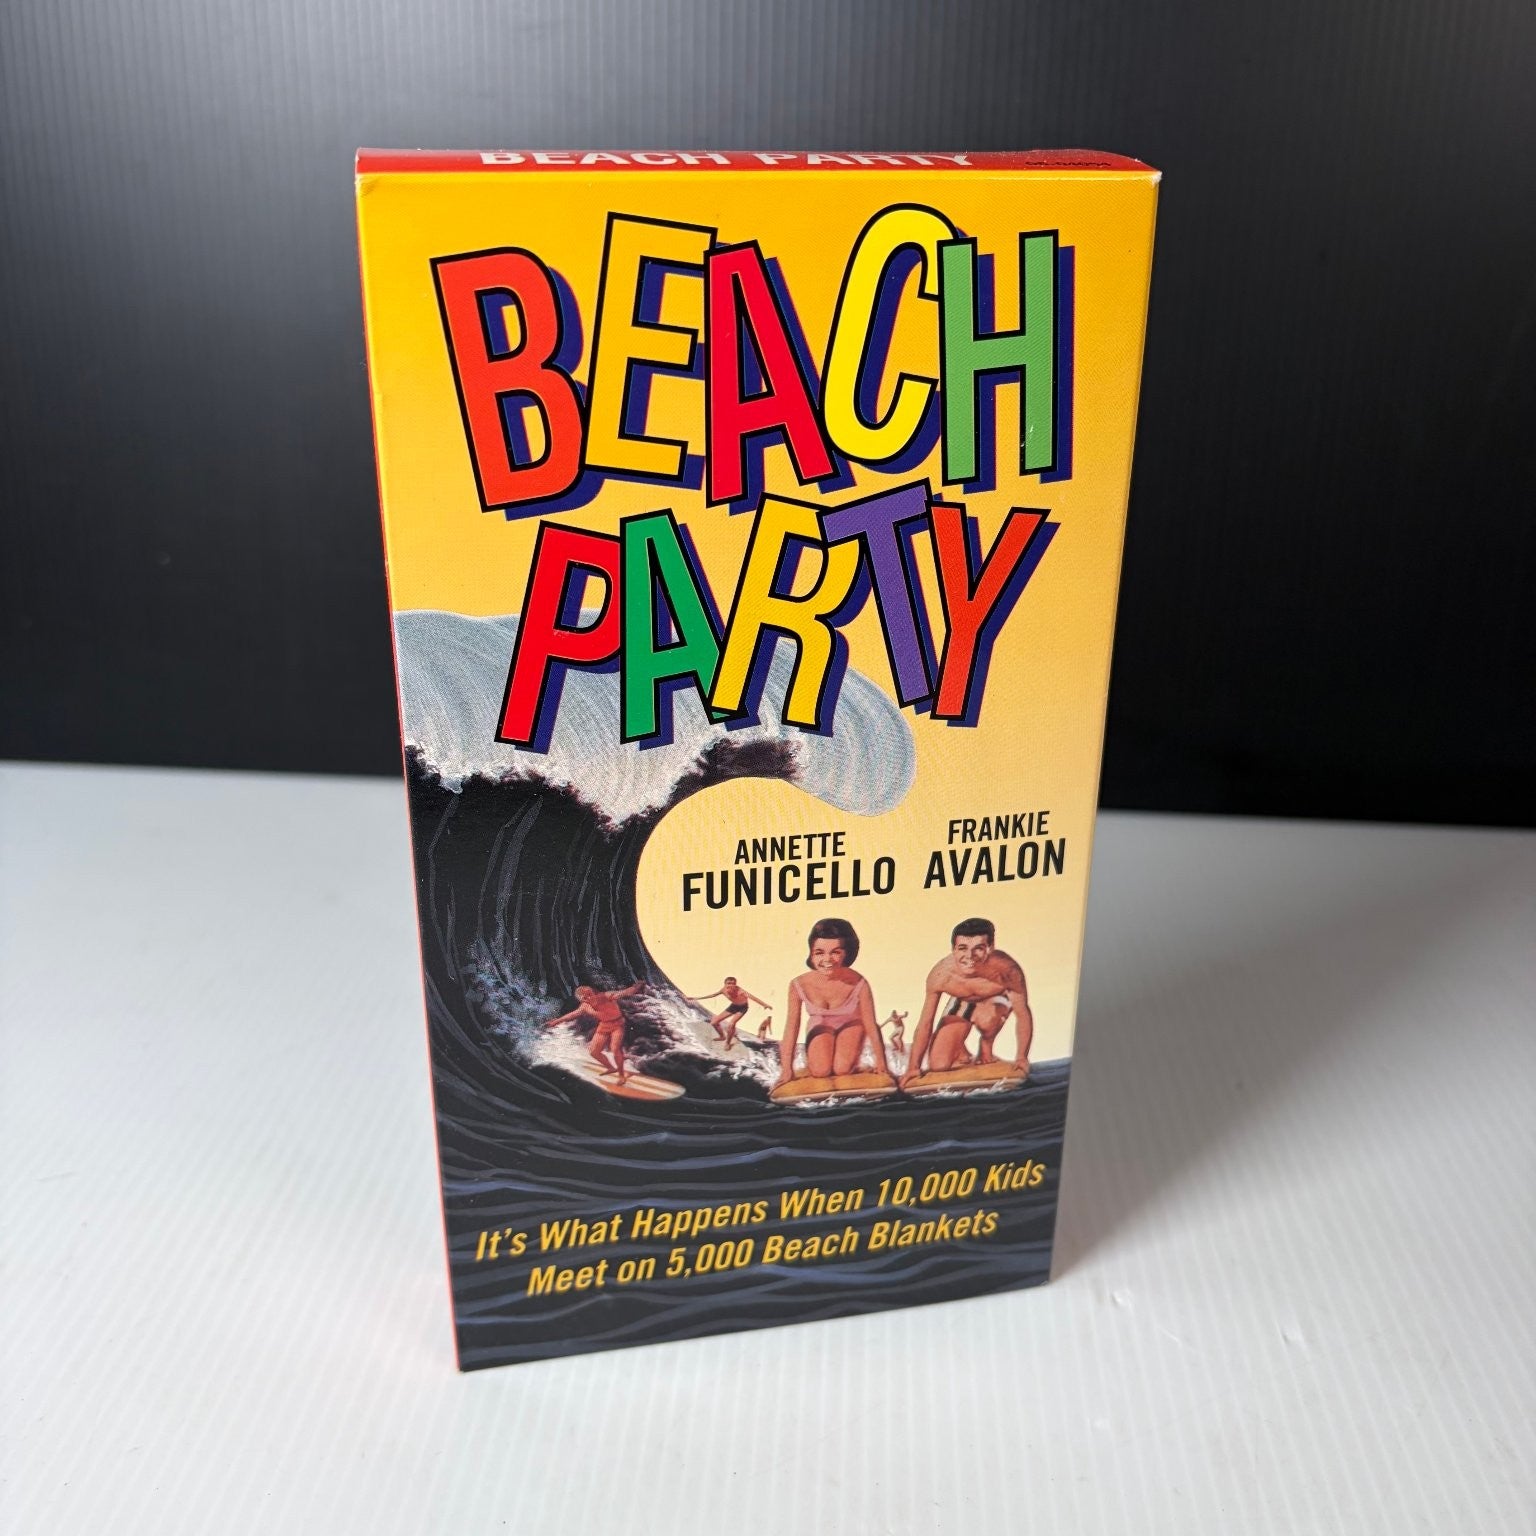 BEACH PARTY
BEACH
PARTY
ANNETTE
FUNICELLO
FRANKIE
AVALON
It's What Happens When 10,000 Kids
Meet on 5,000 Beach Blankets